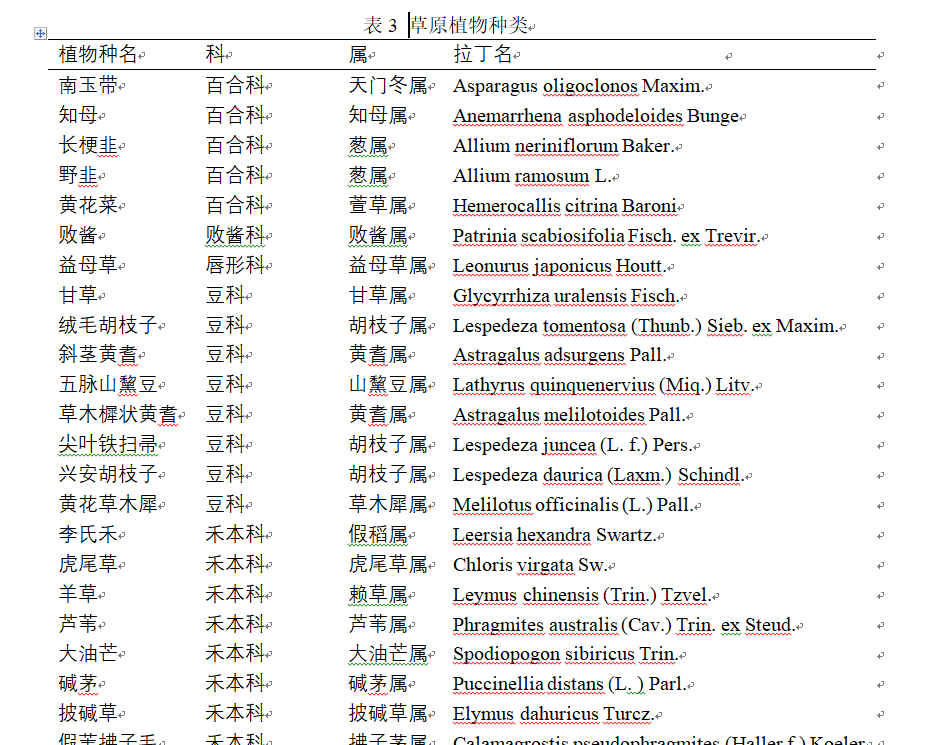 表 3 草原植物种类
植物种名 科 属 拉丁名
南玉带 百合科 天门冬属 Asparagus oligoclonos Maxim.
知母 百合科 知母属 Anemarrhena asphodeloides Bunge
长梗韭 百合科 葱属 Allium neriniflorum Baker.
野韭 百合科 葱属 Allium ramosum L.
黄花菜 百合科 萱草属 Hemerocallis citrina Baroni
败酱 败酱科 败酱属 Patrinia scabiosifolia Fisch. ex Trevir.
益母草 唇形科 益母草属 Leonurus japonicus Houtt.
甘草 豆科 甘草属 Glycyrrhiza uralensis Fisch.
绒毛胡枝子 豆科 胡枝子属 Lespedeza tomentosa (Thunb.) Sieb. ex Maxim.
斜茎黄耆 豆科 黄耆属 Astragalus adsurgens Pall.
五脉山黧豆 豆科 山黧豆属 Lathyrus quinquenervius (Miq.) Litv.
草木樨状黄耆 豆科 黄耆属 Astragalus melilotoides Pall.
尖叶铁扫帚 豆科 胡枝子属 Lespedeza juncea (L. f.) Pers.
兴安胡枝子 豆科 胡枝子属 Lespedeza daurica (Laxm.) Schindl.
黄花草木犀 豆科 草木犀属 Melilotus officinalis (L.) Pall.
李氏禾 禾本科 假稻属 Leersia hexandra Swartz.
虎尾草 禾本科 虎尾草属 Chloris virgata Sw.
羊草 禾本科 赖草属 Leymus chinensis (Trin.) Tzvel.
芦苇 禾本科 芦苇属 Phragmites australis (Cav.) Trin. ex Steud.
大油芒 禾本科 大油芒属 Spodiopogon sibiricus Trin.
碱茅 禾本科 碱茅属 Puccinellia distans (L. ) Parl.
披碱草 禾本科 披碱草属 Elymus dahuricus Turcz.
假苇拂子茅 禾本科 拂子茅属 Calamagrostis pseudophragmites (Haller f.) Koeler